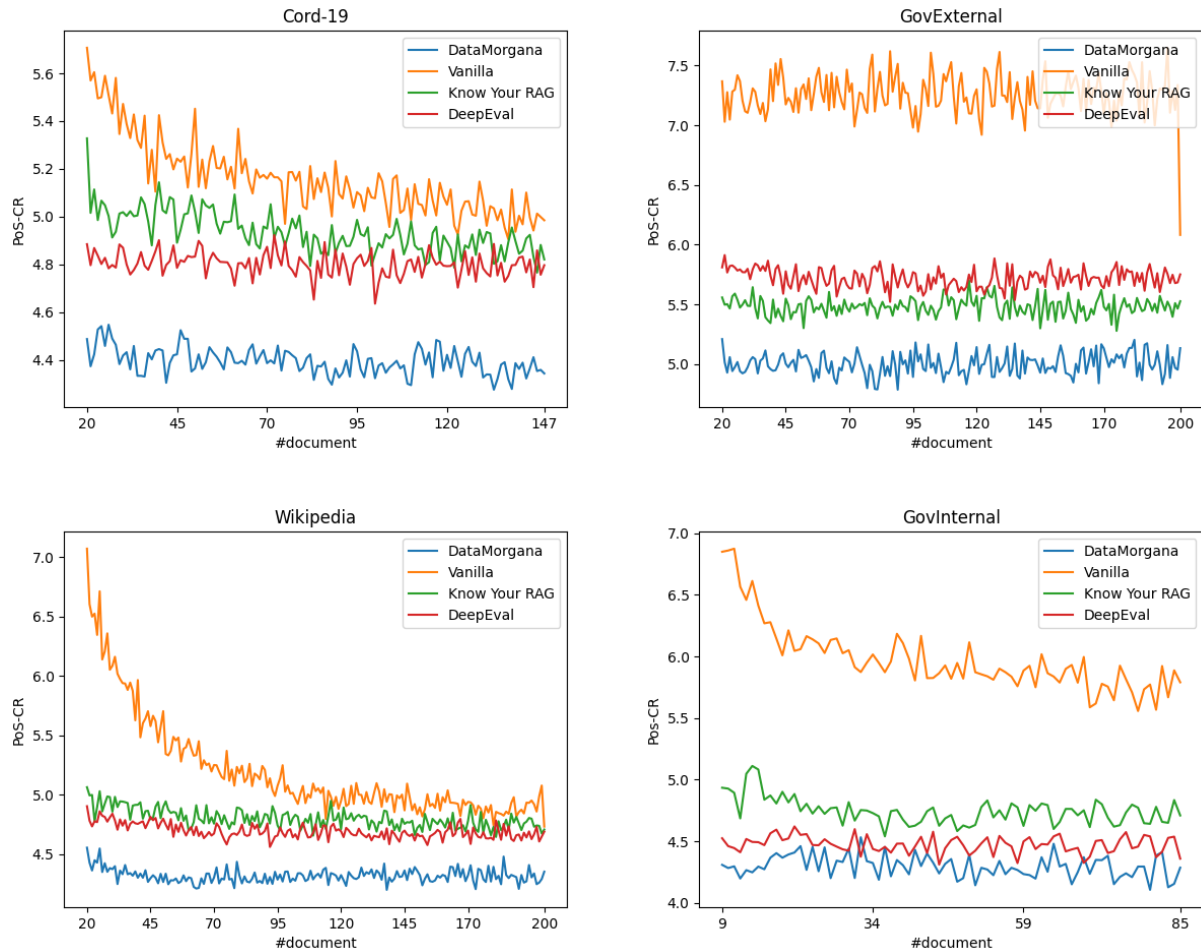 Cord-19
PoS-CR
5.6
5.4
5.2
5.0
4.8
4.6
4.4
DataMorgana
Vanilla
Know Your RAG
DeepEval
20 45 70 95 120 147
#document
GovExternal
PoS-CR
7.5
7.0
6.5
6.0
5.5
5.0
DataMorgana
Vanilla
Know Your RAG
DeepEval
20 45 70 95 120 145 170 200
#document
Wikipedia
PoS-CR
7.0
6.5
6.0
5.5
5.0
4.5
DataMorgana
Vanilla
Know Your RAG
DeepEval
20 45 70 95 120 145 170 200
#document
GovInternal
Pos-CR
7.0
6.5
6.0
5.5
5.0
4.5
4.0
DataMorgana
Vanilla
Know Your RAG
DeepEval
9 34 59 85
#document